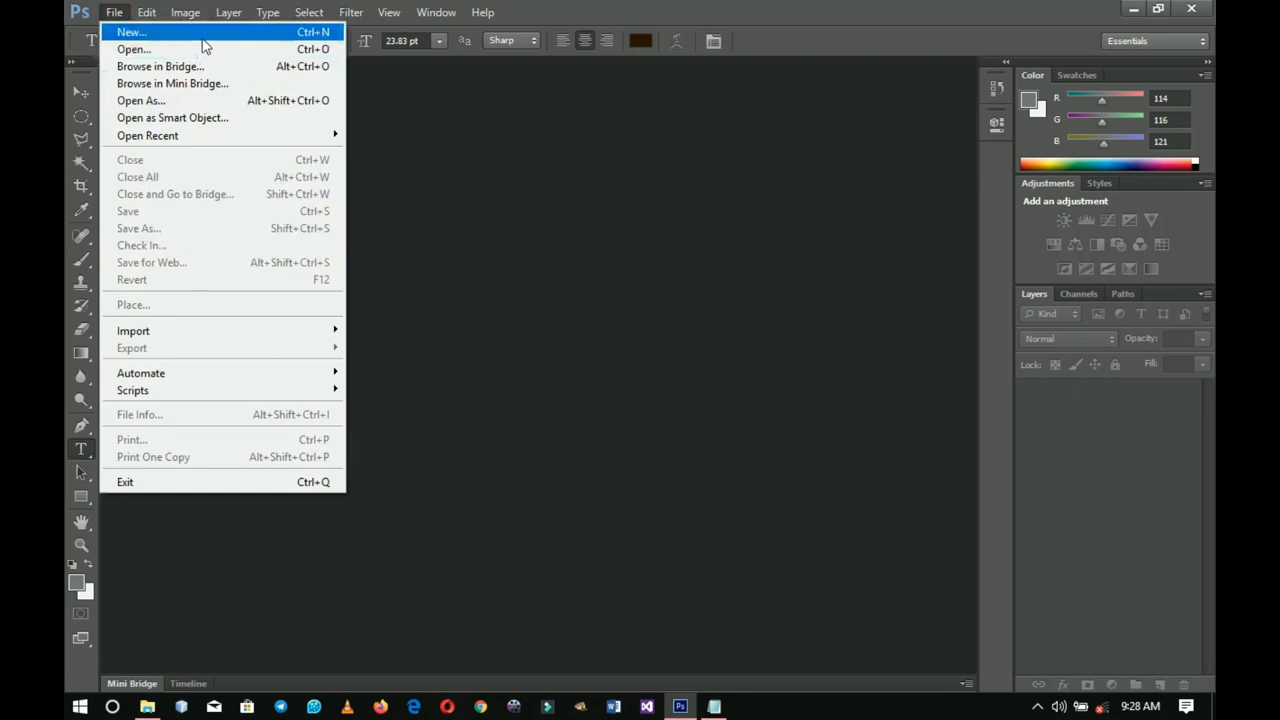 Ps File Edit Image Layer Type Select Filter View Window Help
T T 23.83 pt aa Sharp Essentials
New... Ctrl+N
Open... Ctrl+O
Browse in Bridge... Alt+Ctrl+O
Browse in Mini Bridge...
Open As... Alt+Shift+Ctrl+O
Open as Smart Object...
Open Recent
Close Ctrl+W
Close All Alt+Ctrl+W
Close and Go to Bridge... Shift+Ctrl+W
Save Ctrl+S
Save As... Shift+Ctrl+S
Check In...
Save for Web... Alt+Shift+Ctrl+S
Revert F12
Place...
Import
Export
Automate
Scripts
File Info... Alt+Shift+Ctrl+I
Print... Ctrl+P
Print One Copy Alt+Shift+Ctrl+P
Exit Ctrl+Q
Color Swatches
R 114
G 116
B 121
Adjustments Styles
Add an adjustment
Layers Channels Paths
Kind T
Normal Opacity:
Lock: Fill:
T
fx
Mini Bridge Timeline
W Ps 9:28 AM